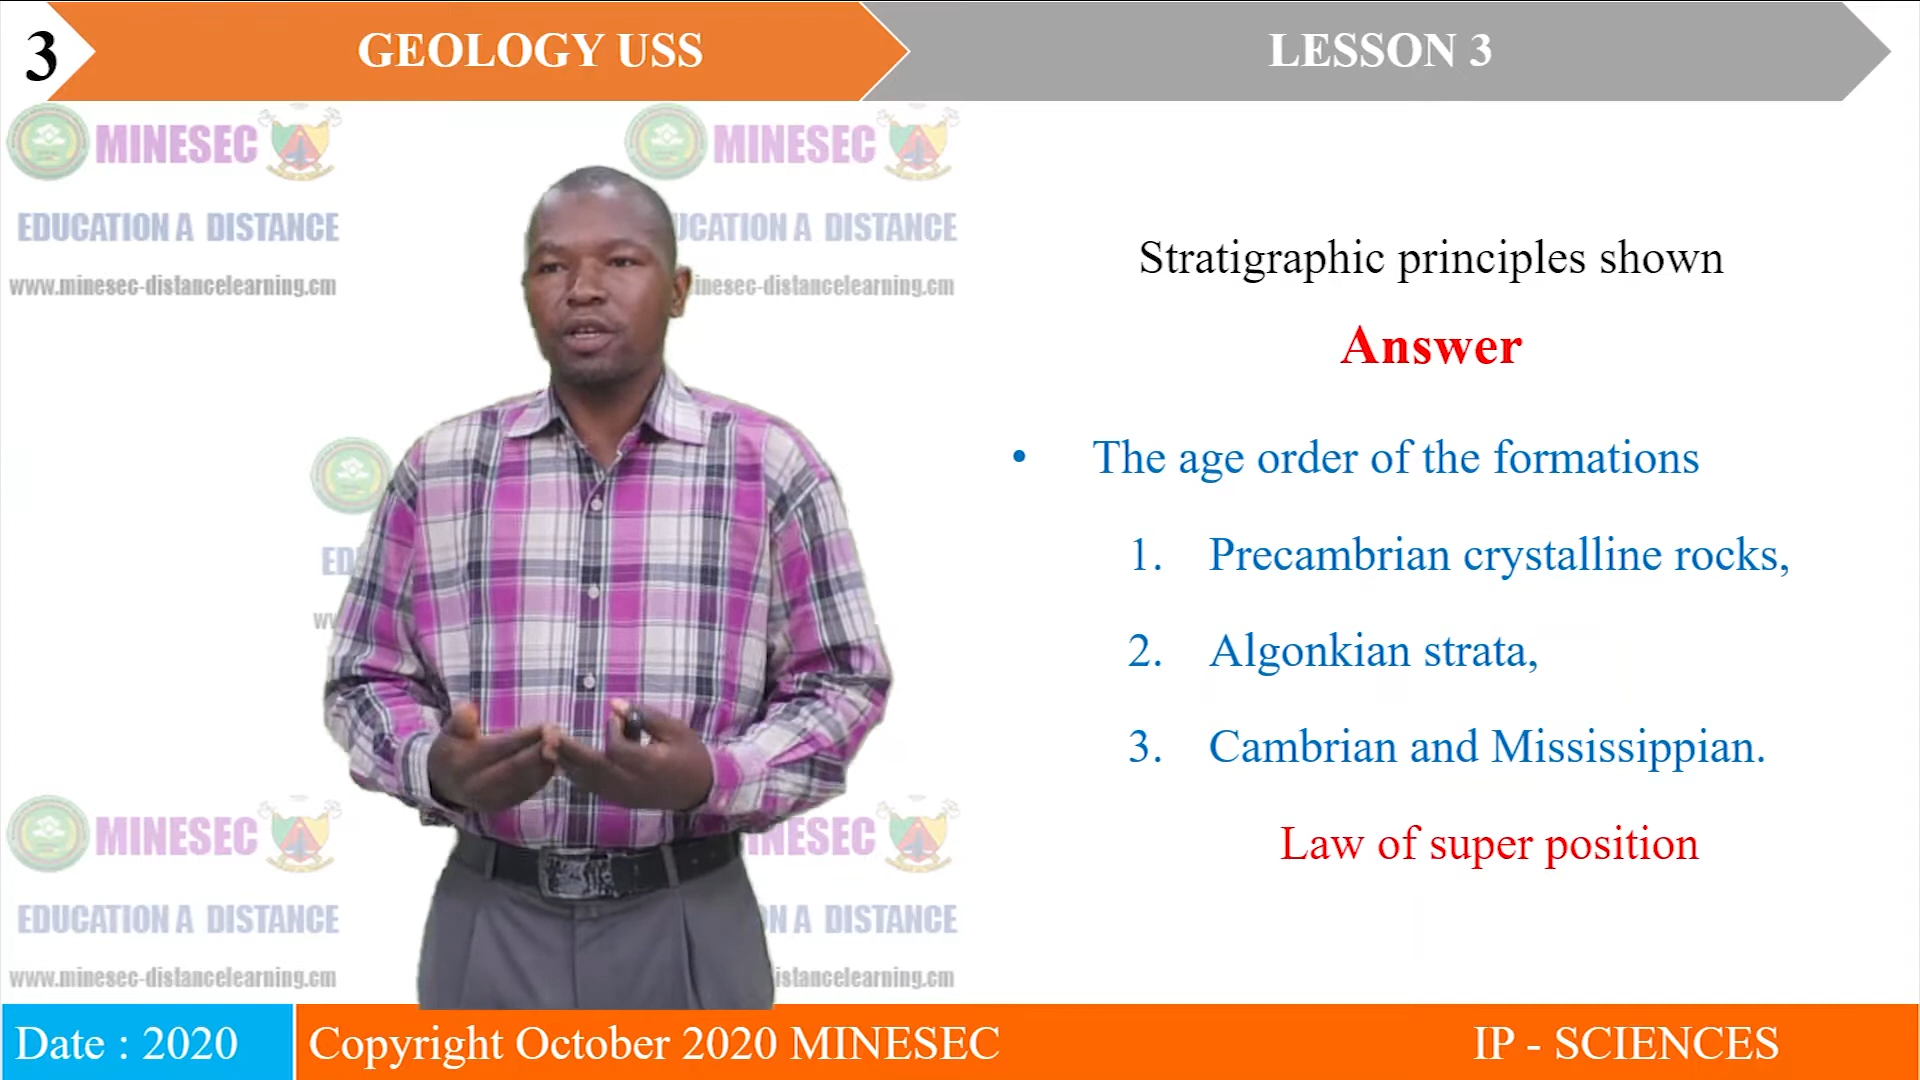 3
GEOLOGY USS
LESSON 3
MINESEC
MINESEC
EDUCATION A DISTANCE
UCATION A DISTANCE
www.minesec-distancelearning.cm
inesec-distancelearning.cm
Stratigraphic principles shown
Answer
• The age order of the formations
1. Precambrian crystalline rocks,
2. Algonkian strata,
3. Cambrian and Mississippian.
Law of super position
ED
ww
MINESEC
INESEC
EDUCATION A DISTANCE
N A DISTANCE
www.minesec-distancelearning.cm
istancelearning.cm
Date : 2020
Copyright October 2020 MINESEC
IP - SCIENCES